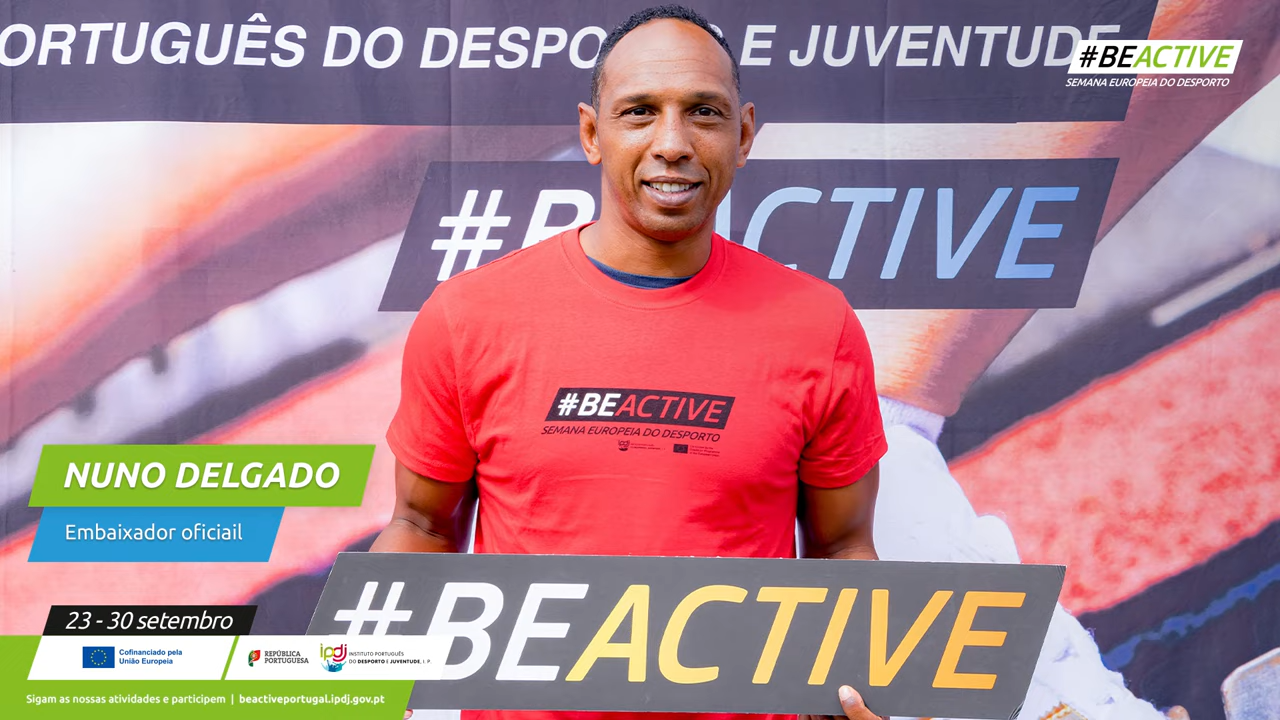 ORTUGUÊS DO DESPO E JUVENTUDE
#BEACTIVE
SEMANA EUROPEIA DO DESPORTO
#B ACTIVE
#BEACTIVE
SEMANA EUROPEIA DO DESPORTO
ipdj
NUNO DELGADO
Embaixador oficiail
#BEACTIVE
23 - 30 setembro
Cofinanciado pela
União Europeia
REPÚBLICA
PORTUGUESA
ipdj
INSTITUTO PORTUGUÊS
DO DESPORTO E JUVENTUDE, I. P.
Sigam as nossas atividades e participem | beactiveportugal.ipdj.gov.pt